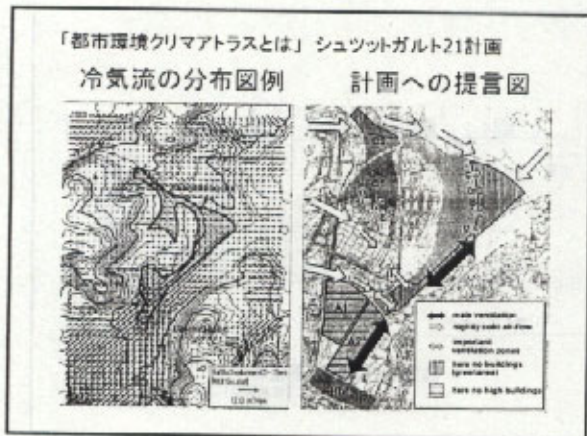 「都市環境クリマアトラスとは」 シュツットガルト21計画
冷気流の分布図例
計画への提言図
main ventilation
nightly cold air flow
important
ventilation zones
here no buildings
(greenzones)
here no high buildings